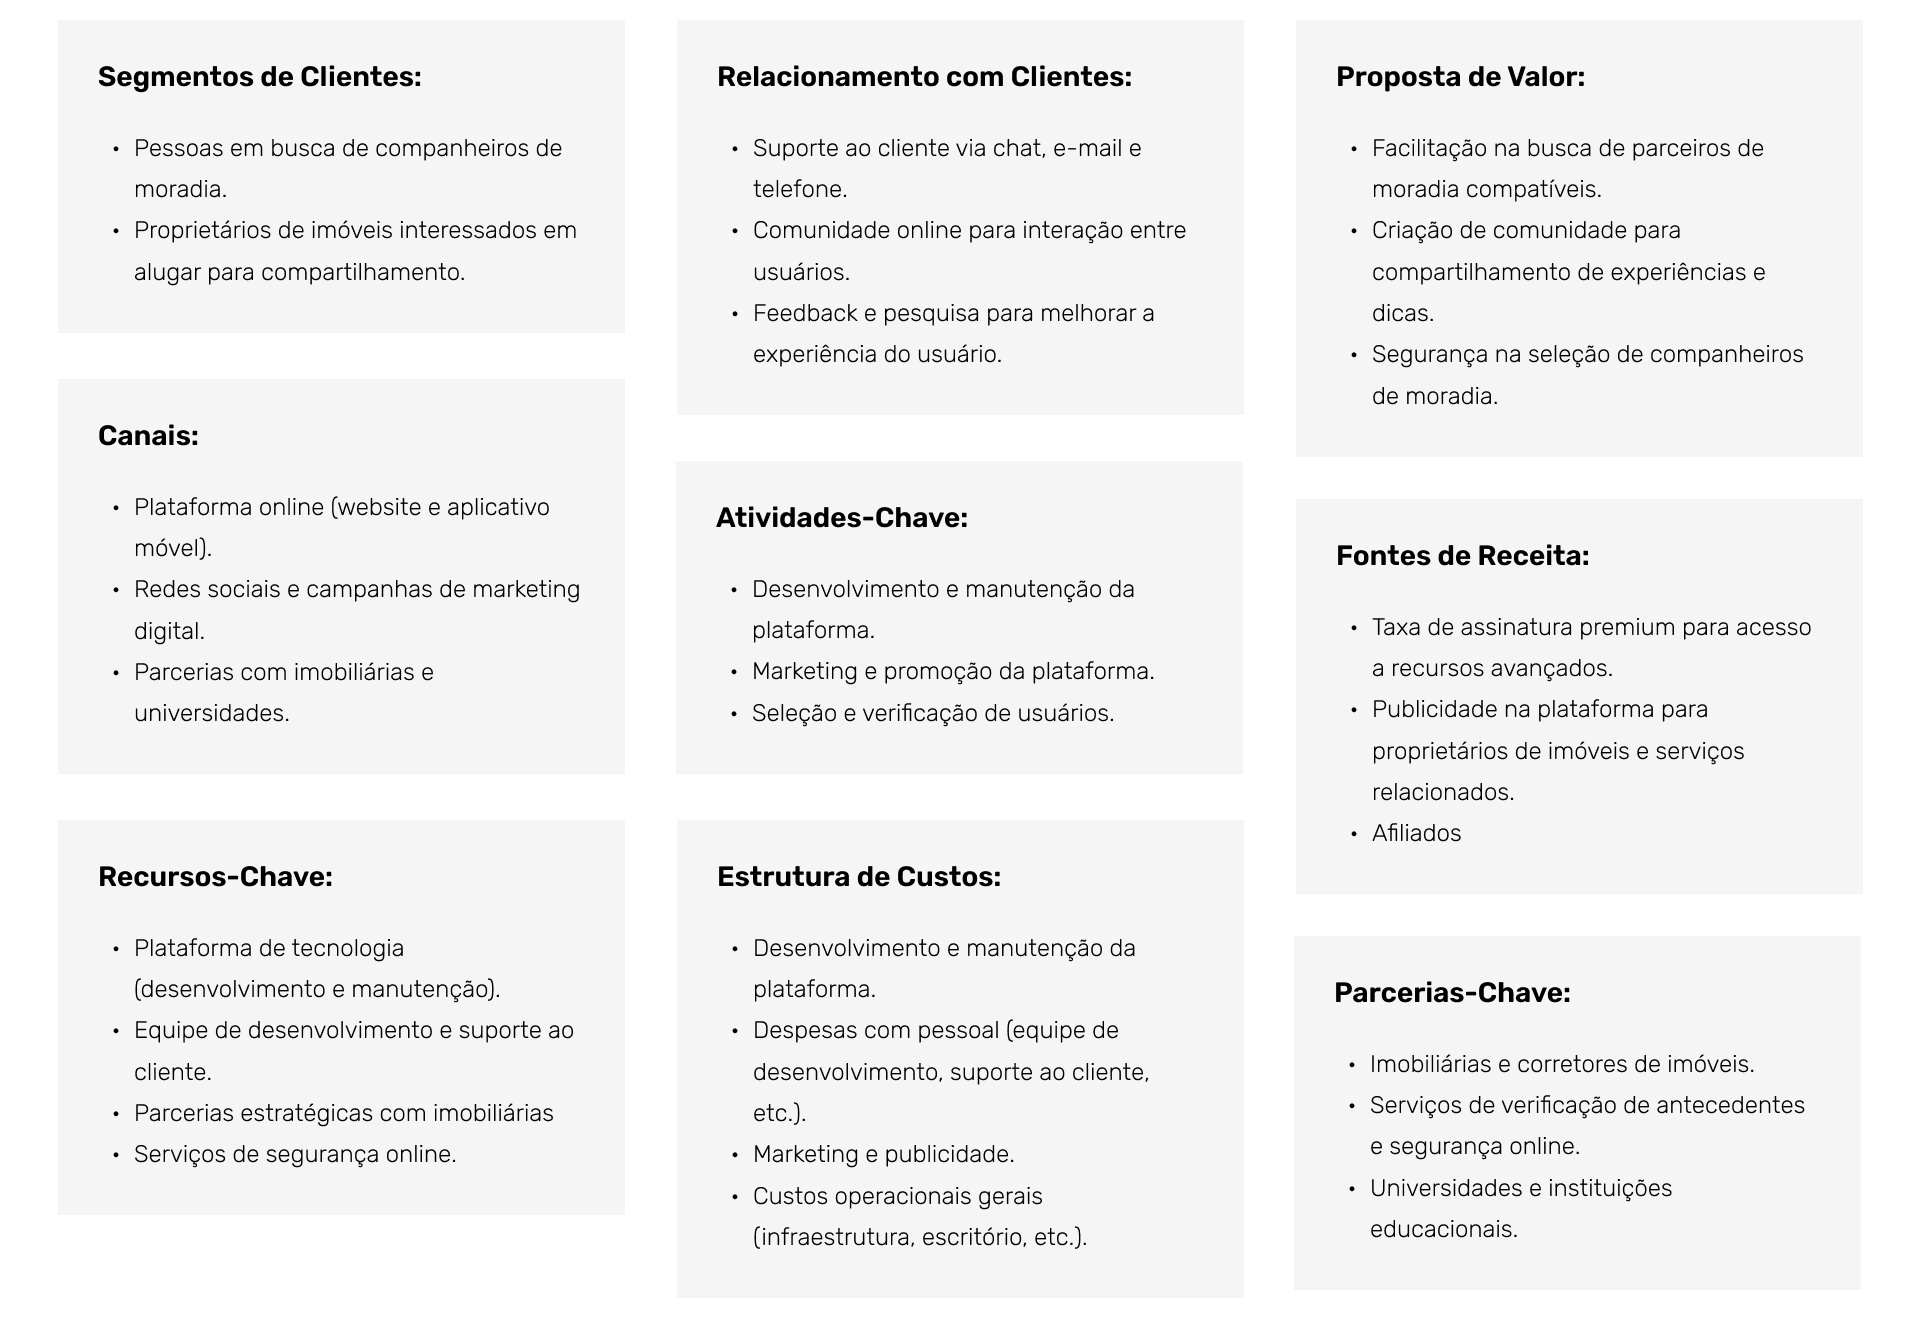 Segmentos de Clientes:
• Pessoas em busca de companheiros de
moradia.
• Proprietários de imóveis interessados em
alugar para compartilhamento.
Canais:
• Plataforma online (website e aplicativo
móvel).
• Redes sociais e campanhas de marketing
digital.
• Parcerias com imobiliárias e
universidades.
Recursos-Chave:
• Plataforma de tecnologia
(desenvolvimento e manutenção).
• Equipe de desenvolvimento e suporte ao
cliente.
• Parcerias estratégicas com imobiliárias
• Serviços de segurança online.
Relacionamento com Clientes:
• Suporte ao cliente via chat, e-mail e
telefone.
• Comunidade online para interação entre
usuários.
• Feedback e pesquisa para melhorar a
experiência do usuário.
Atividades-Chave:
• Desenvolvimento e manutenção da
plataforma.
• Marketing e promoção da plataforma.
• Seleção e verificação de usuários.
Estrutura de Custos:
• Desenvolvimento e manutenção da
plataforma.
• Despesas com pessoal (equipe de
desenvolvimento, suporte ao cliente,
etc.).
• Marketing e publicidade.
• Custos operacionais gerais
(infraestrutura, escritório, etc.).
Proposta de Valor:
• Facilitação na busca de parceiros de
moradia compatíveis.
• Criação de comunidade para
compartilhamento de experiências e
dicas.
• Segurança na seleção de companheiros
de moradia.
Fontes de Receita:
• Taxa de assinatura premium para acesso
a recursos avançados.
• Publicidade na plataforma para
proprietários de imóveis e serviços
relacionados.
• Afiliados
Parcerias-Chave:
• Imobiliárias e corretores de imóveis.
• Serviços de verificação de antecedentes
e segurança online.
• Universidades e instituições
educacionais.